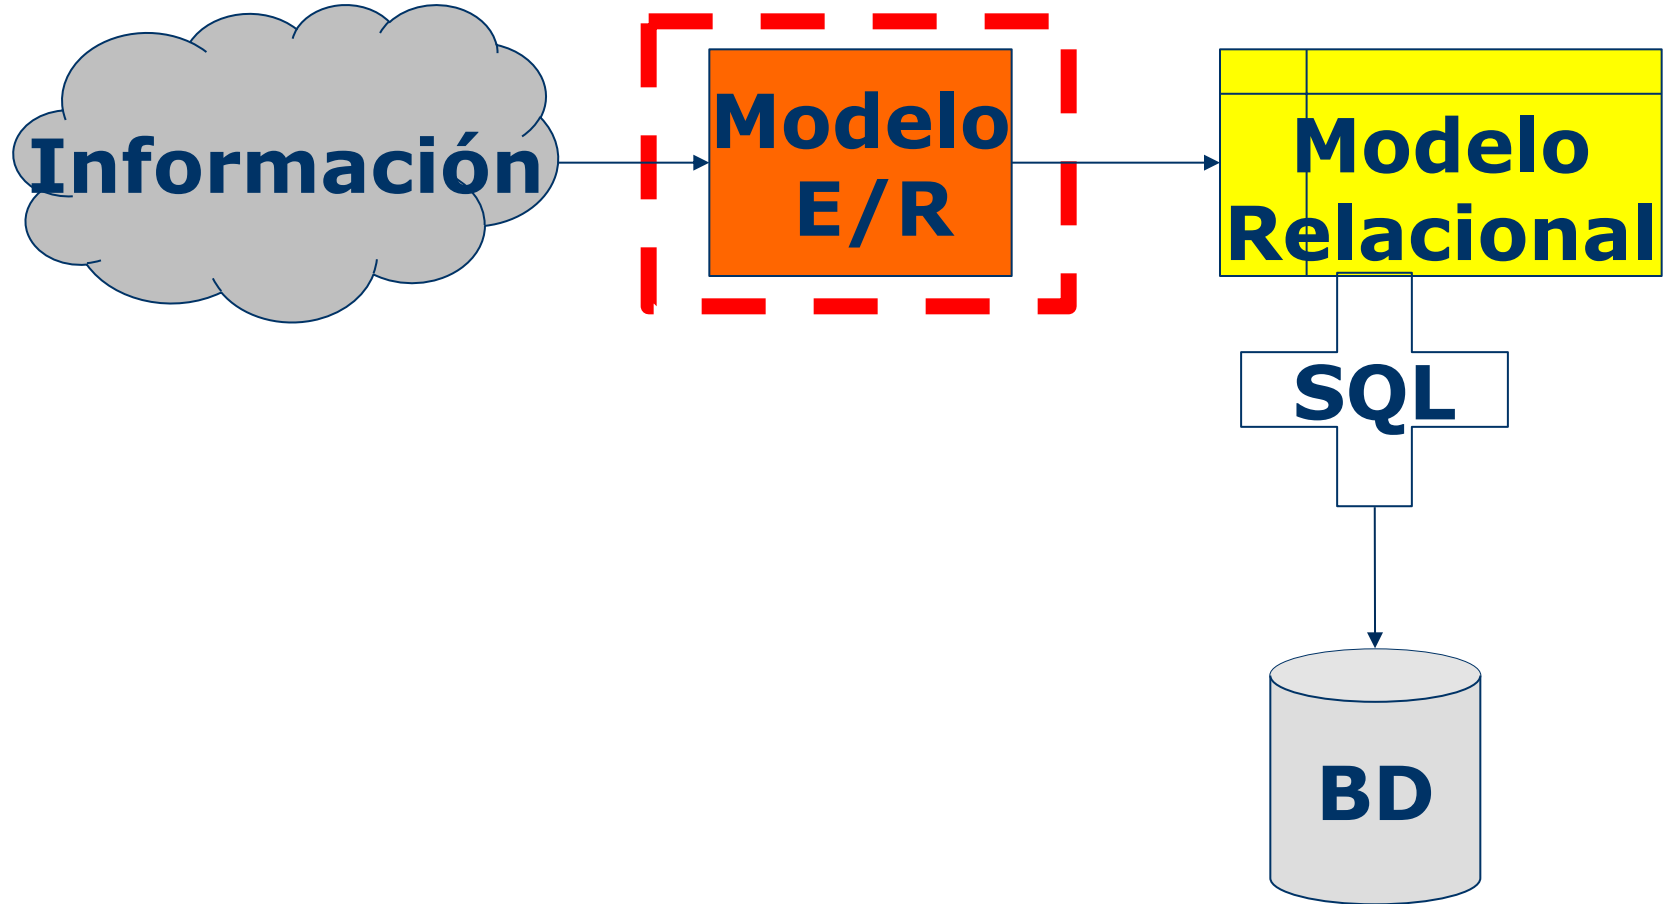 Información
Modelo
E/R
Modelo
Relacional
SQL
BD